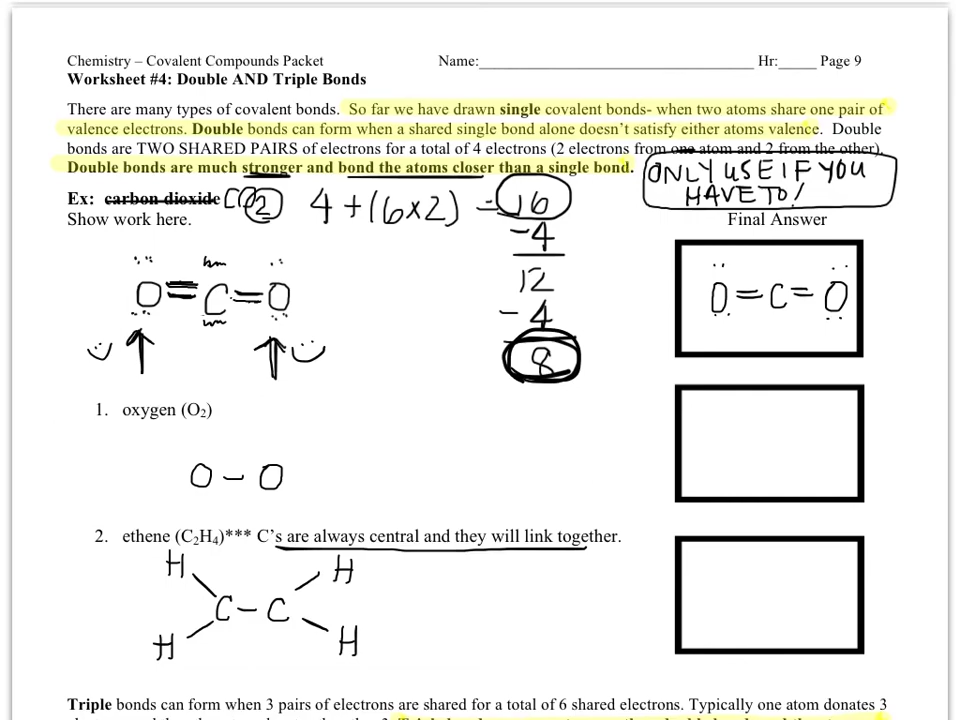 Chemistry – Covalent Compounds Packet Name:____________________ Hr:_____ Page 9
Worksheet #4: Double AND Triple Bonds
There are many types of covalent bonds. So far we have drawn single covalent bonds- when two atoms share one pair of
valence electrons. Double bonds can form when a shared single bond alone doesn't satisfy either atoms valence. Double
bonds are TWO SHARED PAIRS of electrons for a total of 4 electrons (2 electrons from one atom and 2 from the other).
Double bonds are much stronger and bond the atoms closer than a single bond.
ONLY USE IF YOU
HAVE TO!
Ex: carbon dioxide CO2 4+(6×2) = 16
Show work here. Final Answer
-4
12
-4
8
O=C=O
O=C=O
1. oxygen (O₂)
O-O
2. ethene (C₂H₄)*** C's are always central and they will link together.
H H
C-C
H H
Triple bonds can form when 3 pairs of electrons are shared for a total of 6 shared electrons. Typically one atom donates 3